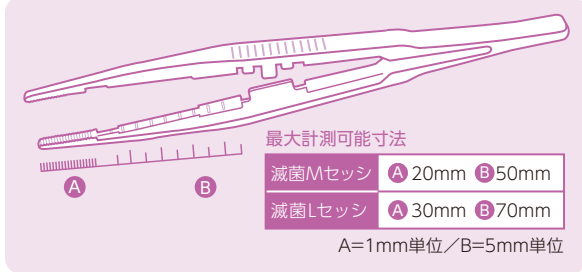 最大計測可能寸法
滅菌Mセッシ A 20mm B 50mm
滅菌Lセッシ A 30mm B 70mm
A B
A=1mm単位／B=5mm単位